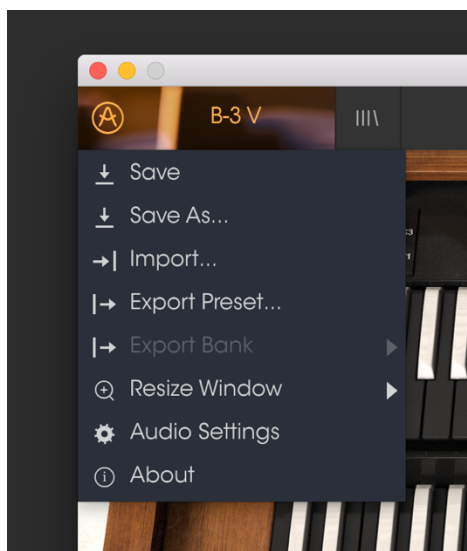 B-3 V
Save
Save As...
Import...
Export Preset...
Export Bank
Resize Window
Audio Settings
About